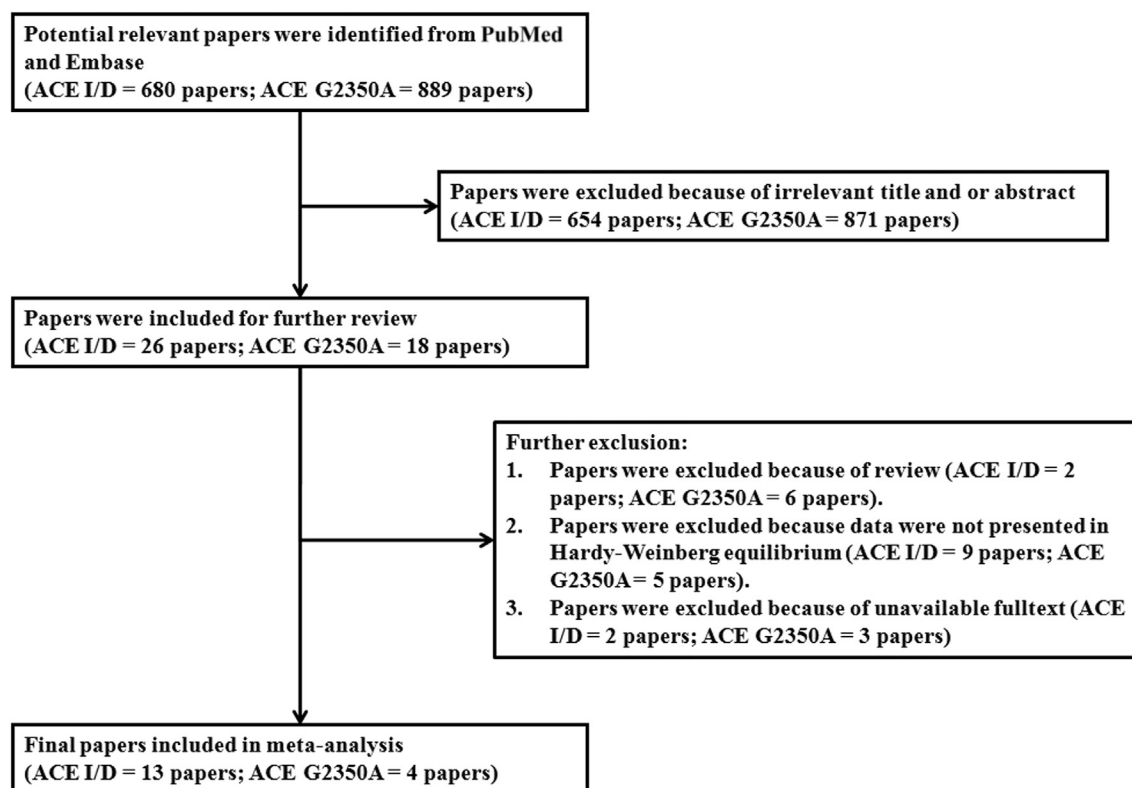 Potential relevant papers were identified from PubMed
and Embase
(ACE I/D = 680 papers; ACE G2350A = 889 papers)
Papers were excluded because of irrelevant title and or abstract
(ACE I/D = 654 papers; ACE G2350A = 871 papers)
Papers were included for further review
(ACE I/D = 26 papers; ACE G2350A = 18 papers)
Further exclusion:
1. Papers were excluded because of review (ACE I/D = 2
papers; ACE G2350A = 6 papers).
2. Papers were excluded because data were not presented in
Hardy-Weinberg equilibrium (ACE I/D = 9 papers; ACE
G2350A = 5 papers).
3. Papers were excluded because of unavailable fulltext (ACE
I/D = 2 papers; ACE G2350A = 3 papers)
Final papers included in meta-analysis
(ACE I/D = 13 papers; ACE G2350A = 4 papers)